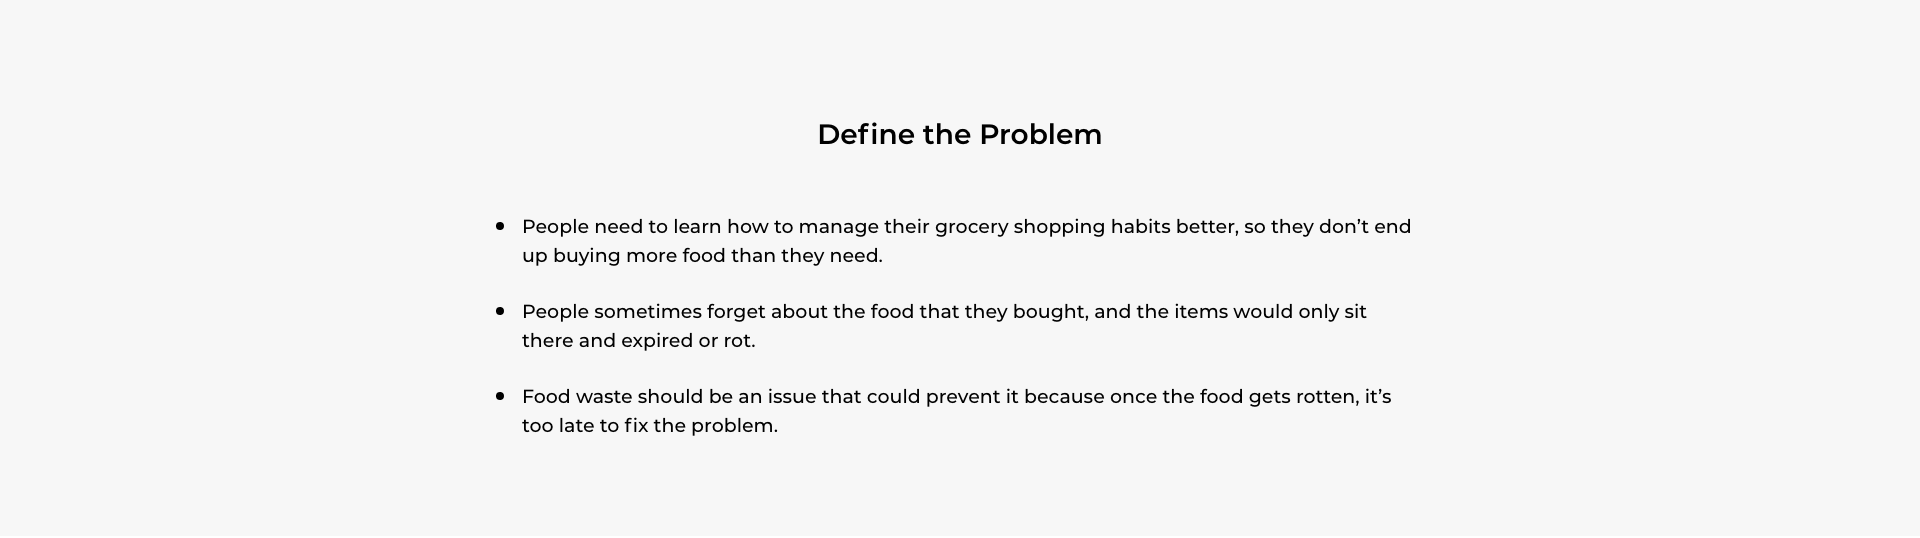 Define the Problem
• People need to learn how to manage their grocery shopping habits better, so they don’t end
up buying more food than they need.
• People sometimes forget about the food that they bought, and the items would only sit
there and expired or rot.
• Food waste should be an issue that could prevent it because once the food gets rotten, it’s
too late to fix the problem.